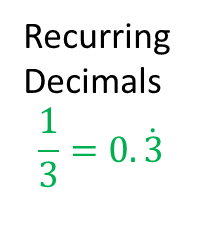 Recurring
Decimals
1/3 = 0.3̇